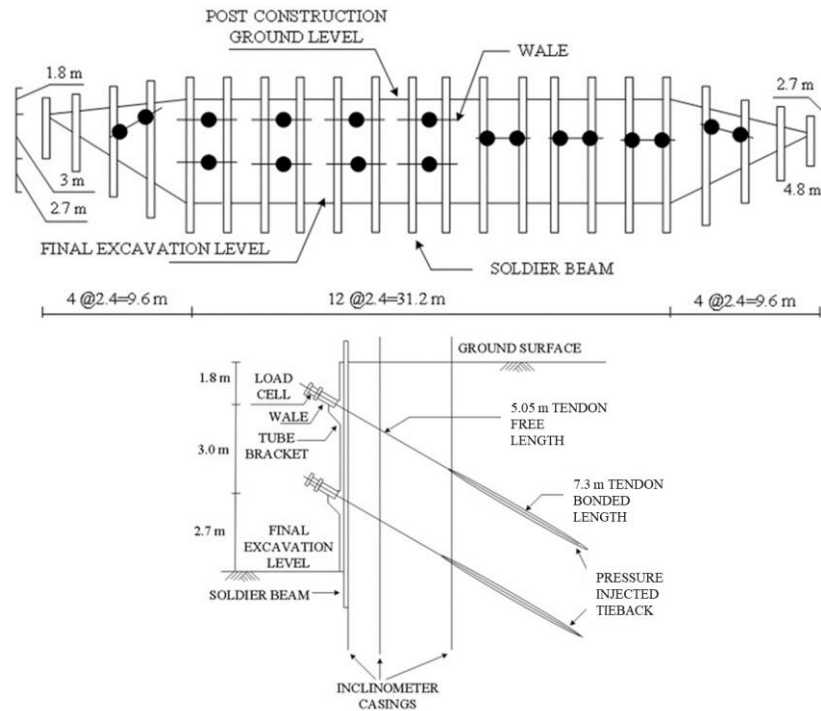 POST CONSTRUCTION
GROUND LEVEL
WALE
1.8 m
3 m
2.7 m
2.7 m
4.8 m
FINAL EXCAVATION LEVEL
SOLDIER BEAM
4 @2.4=9.6 m
12 @2.4=31.2 m
4 @2.4=9.6 m
GROUND SURFACE
1.8 m
LOAD
CELL
WALE
TUBE
BRACKET
3.0 m
5.05 m TENDON
FREE
LENGTH
7.3 m TENDON
BONDED
LENGTH
2.7 m
FINAL
EXCAVATION
LEVEL
SOLDIER BEAM
PRESSURE
INJECTED
TIEBACK
INCLINOMETER
CASINGS